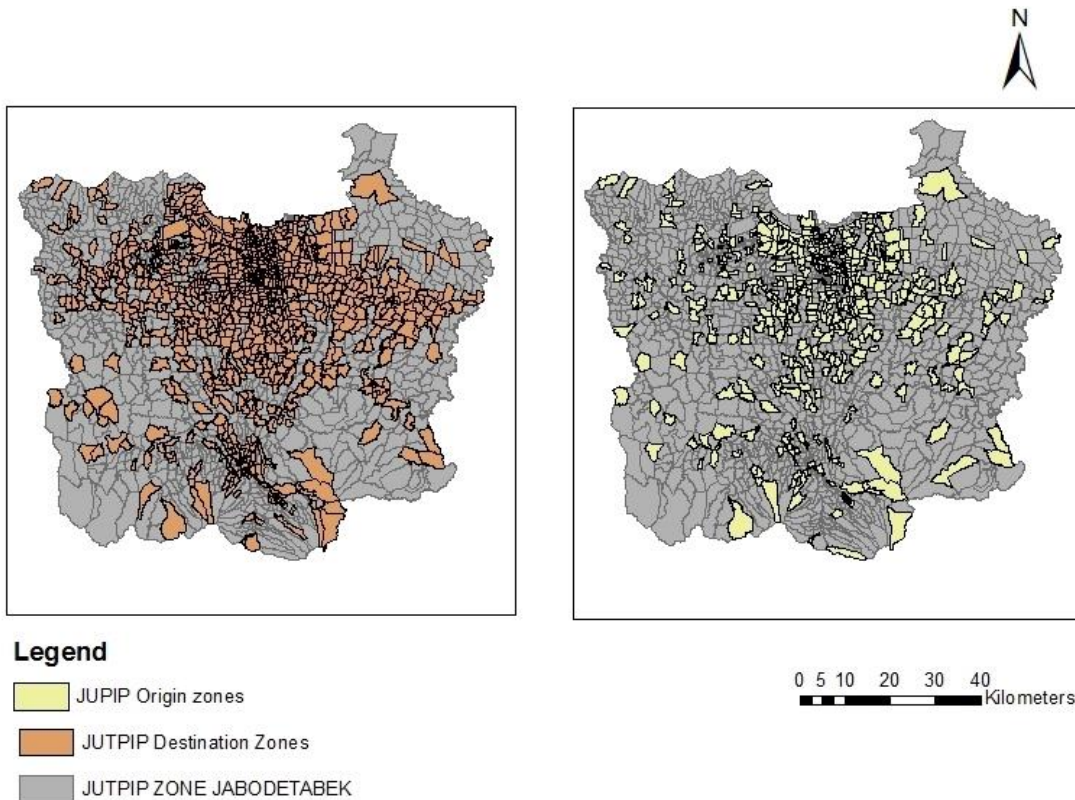 N
Legend
JUPIP Origin zones
JUTPIP Destination Zones
JUTPIP ZONE JABODETABEK
0 5 10 20 30 40
Kilometers